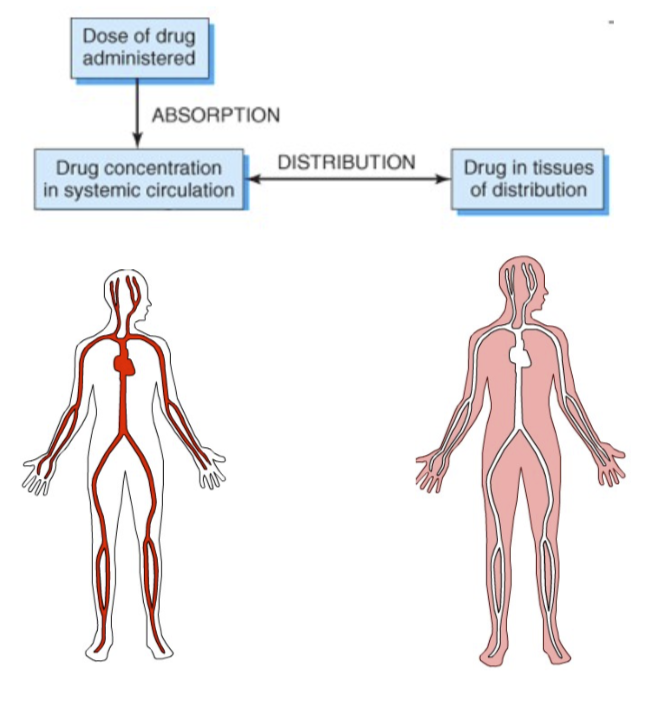 Dose of drug
administered
ABSORPTION
Drug concentration
in systemic circulation
DISTRIBUTION
Drug in tissues
of distribution